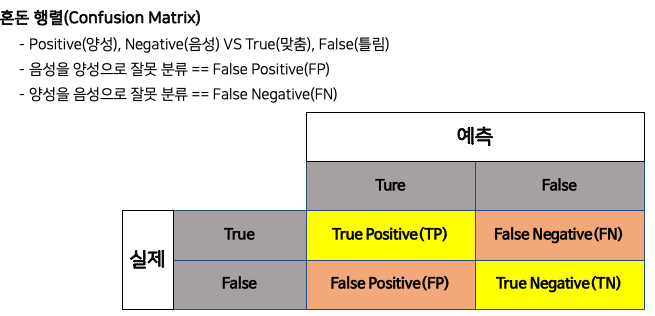 혼돈 행렬(Confusion Matrix)
- Positive(양성), Negative(음성) VS True(맞춤), False(틀림)
- 음성을 양성으로 잘못 분류 == False Positive(FP)
- 양성을 음성으로 잘못 분류 == False Negative(FN)
예측
Ture False
실제
True True Positive(TP) False Negative(FN)
False False Positive(FP) True Negative(TN)